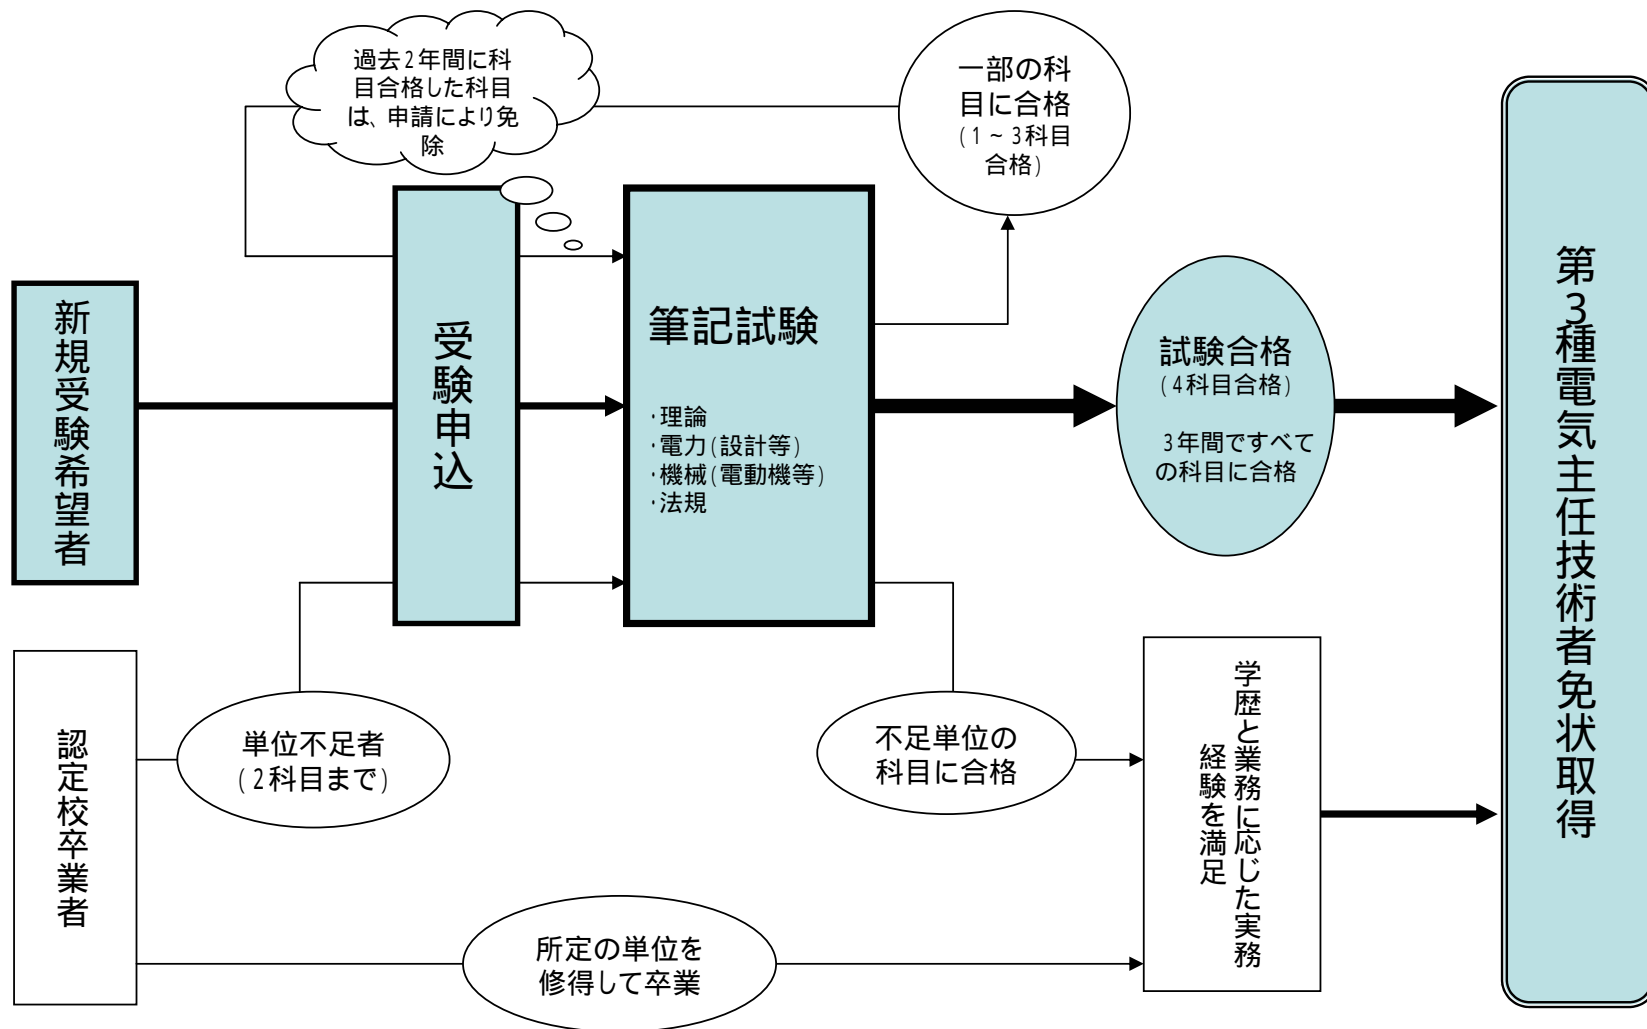 過去2年間に科
目合格した科目
は、申請により免
除
一部の科
目に合格
(1~3科目
合格)
新規受験希望者
受験申込
筆記試験
・理論
・電力(設計等)
・機械(電動機等)
・法規
試験合格
(4科目合格)
3年間ですべて
の科目に合格
第3種電気主任技術者免状取得
認定校卒業者
単位不足者
(2科目まで)
不足単位の
科目に合格
学歴と業務に応じた実務
経験を満足
所定の単位を
修得して卒業